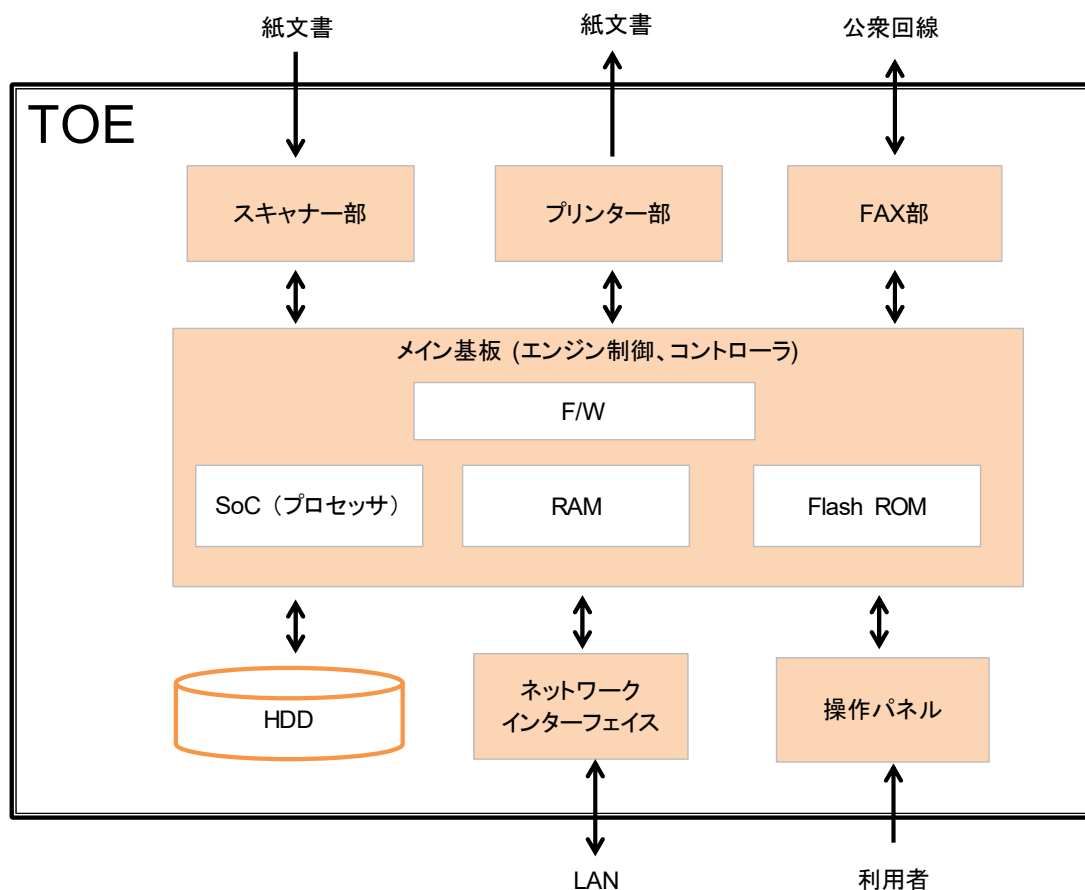 紙文書
紙文書
公衆回線
TOE
スキャナー部
プリンター部
FAX部
メイン基板 (エンジン制御、コントローラ)
F/W
SoC（プロセッサ）
RAM
Flash ROM
HDD
ネットワーク
インターフェイス
操作パネル
LAN
利用者